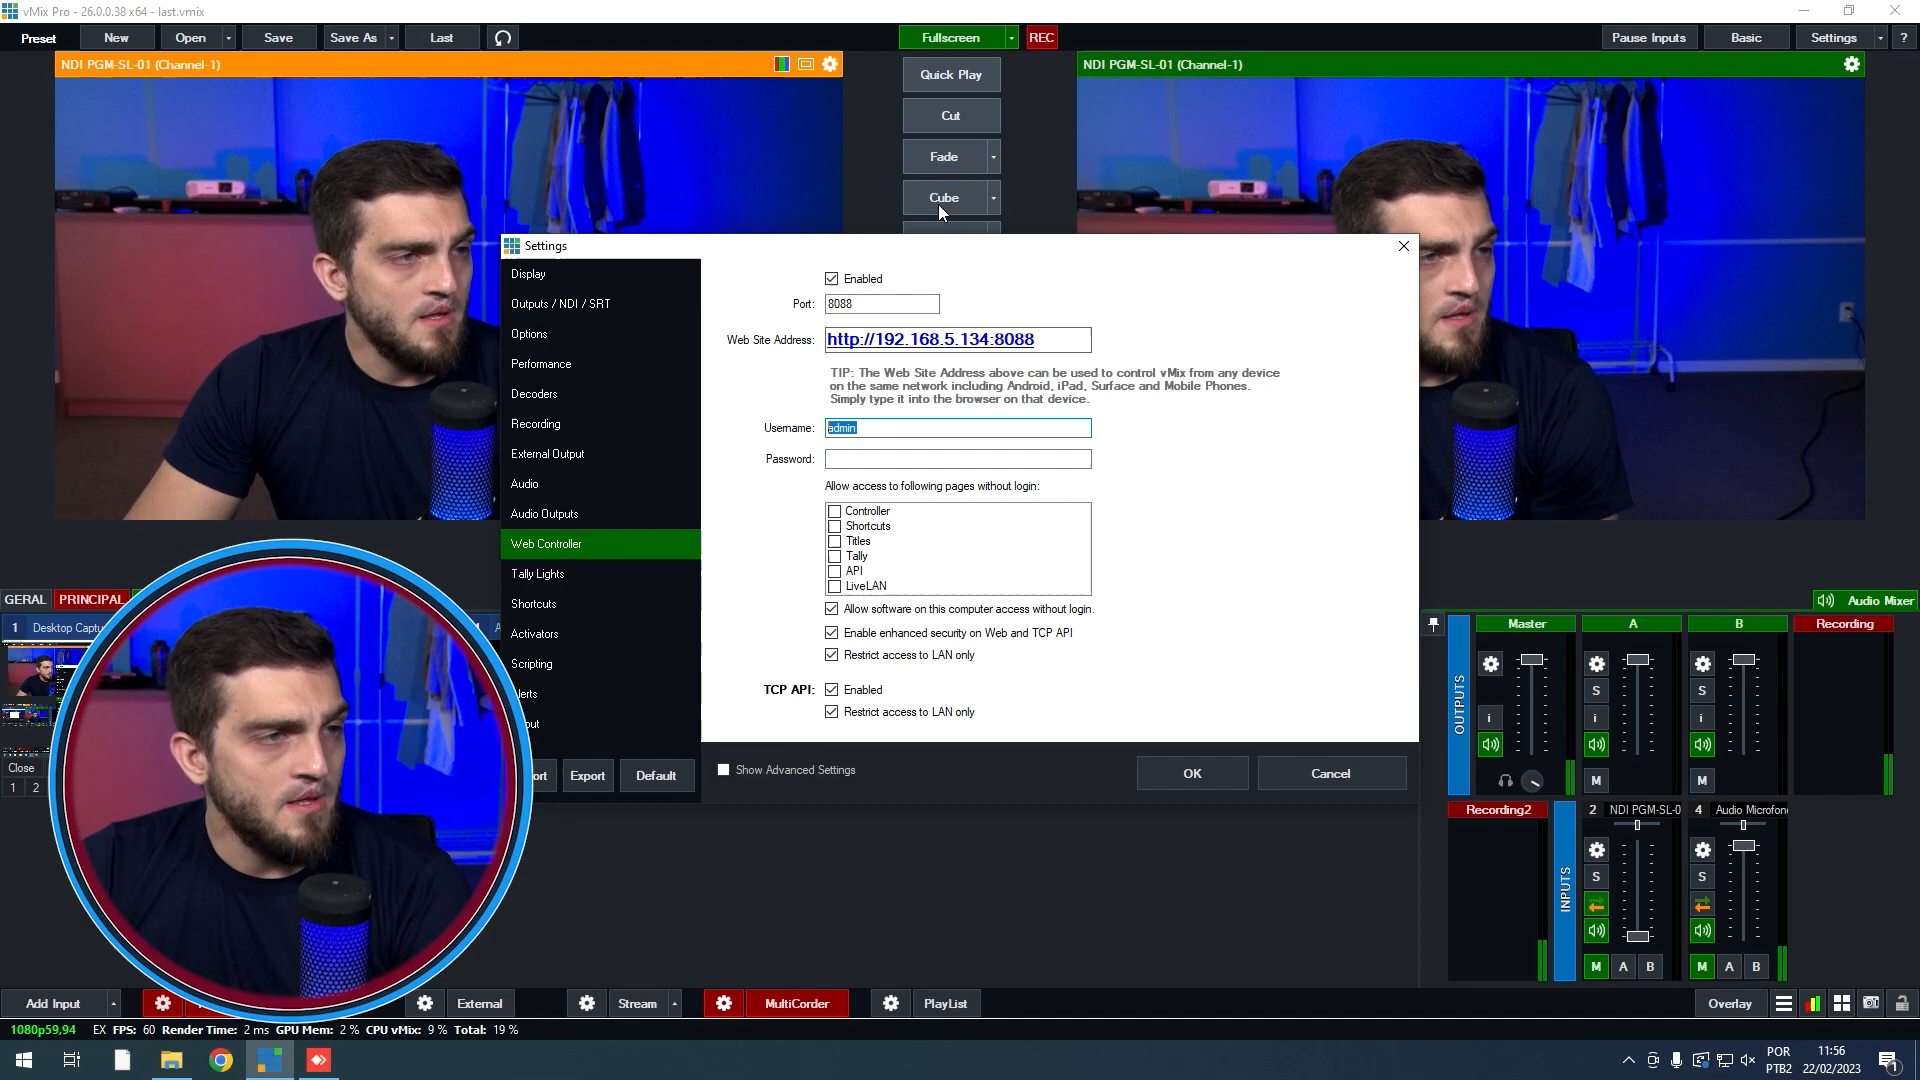 vMix Pro - 26.0.0.38 x64 - last.vmix
Preset New Open Save Save As Last Fullscreen REC Pause Inputs Basic Settings ?
NDI PGM-SL-01 (Channel-1)
NDI PGM-SL-01 (Channel-1)
Quick Play
Cut
Fade
Cube
Settings
Display
Outputs / NDI / SRT
Options
Performance
Decoders
Recording
External Output
Audio
Audio Outputs
Web Controller
Tally Lights
Shortcuts
Activators
Scripting
Export
Default
Enabled
Port: 8088
Web Site Address: http://192.168.5.134:8088
TIP: The Web Site Address above can be used to control vMix from any device
on the same network including Android, iPad, Surface and Mobile Phones.
Simply type it into the browser on that device.
Username: admin
Password:
Allow access to following pages without login:
Controller
Shortcuts
Titles
Tally
API
LiveLAN
Allow software on this computer access without login.
Enable enhanced security on Web and TCP API
Restrict access to LAN only
TCP API: Enabled
Restrict access to LAN only
Show Advanced Settings
OK
Cancel
GERAL PRINCIPAL
1 Desktop Captu
Close
1 2
Audio Mixer
OUTPUTS
Master A B Recording
S S
i i i
M M
Recording2
INPUTS
2 NDI PGM-SL-0 4 Audio Microfon
S S
M A B M A B
Add Input External Stream MultiCorder PlayList Overlay
1080p59,94 EX FPS: 60 Render Time: 2 ms GPU Mem: 2 % CPU vMix: 9 % Total: 19 %
POR
PTB2
11:56
22/02/2023
1